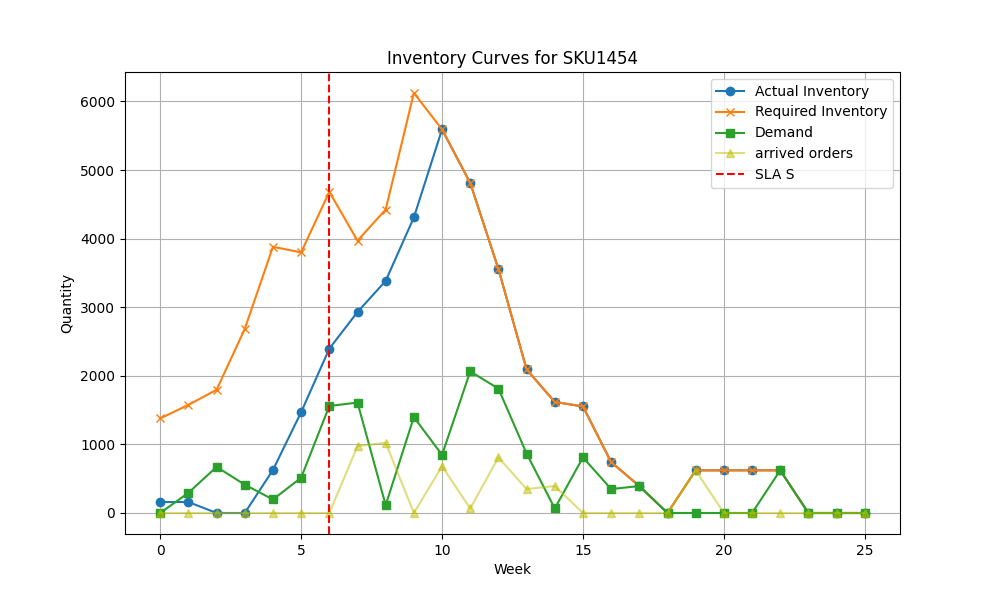 Inventory Curves for SKU1454
Actual Inventory
Required Inventory
Demand
arrived orders
SLA S
Quantity
6000
5000
4000
3000
2000
1000
0
0 5 10 15 20 25
Week